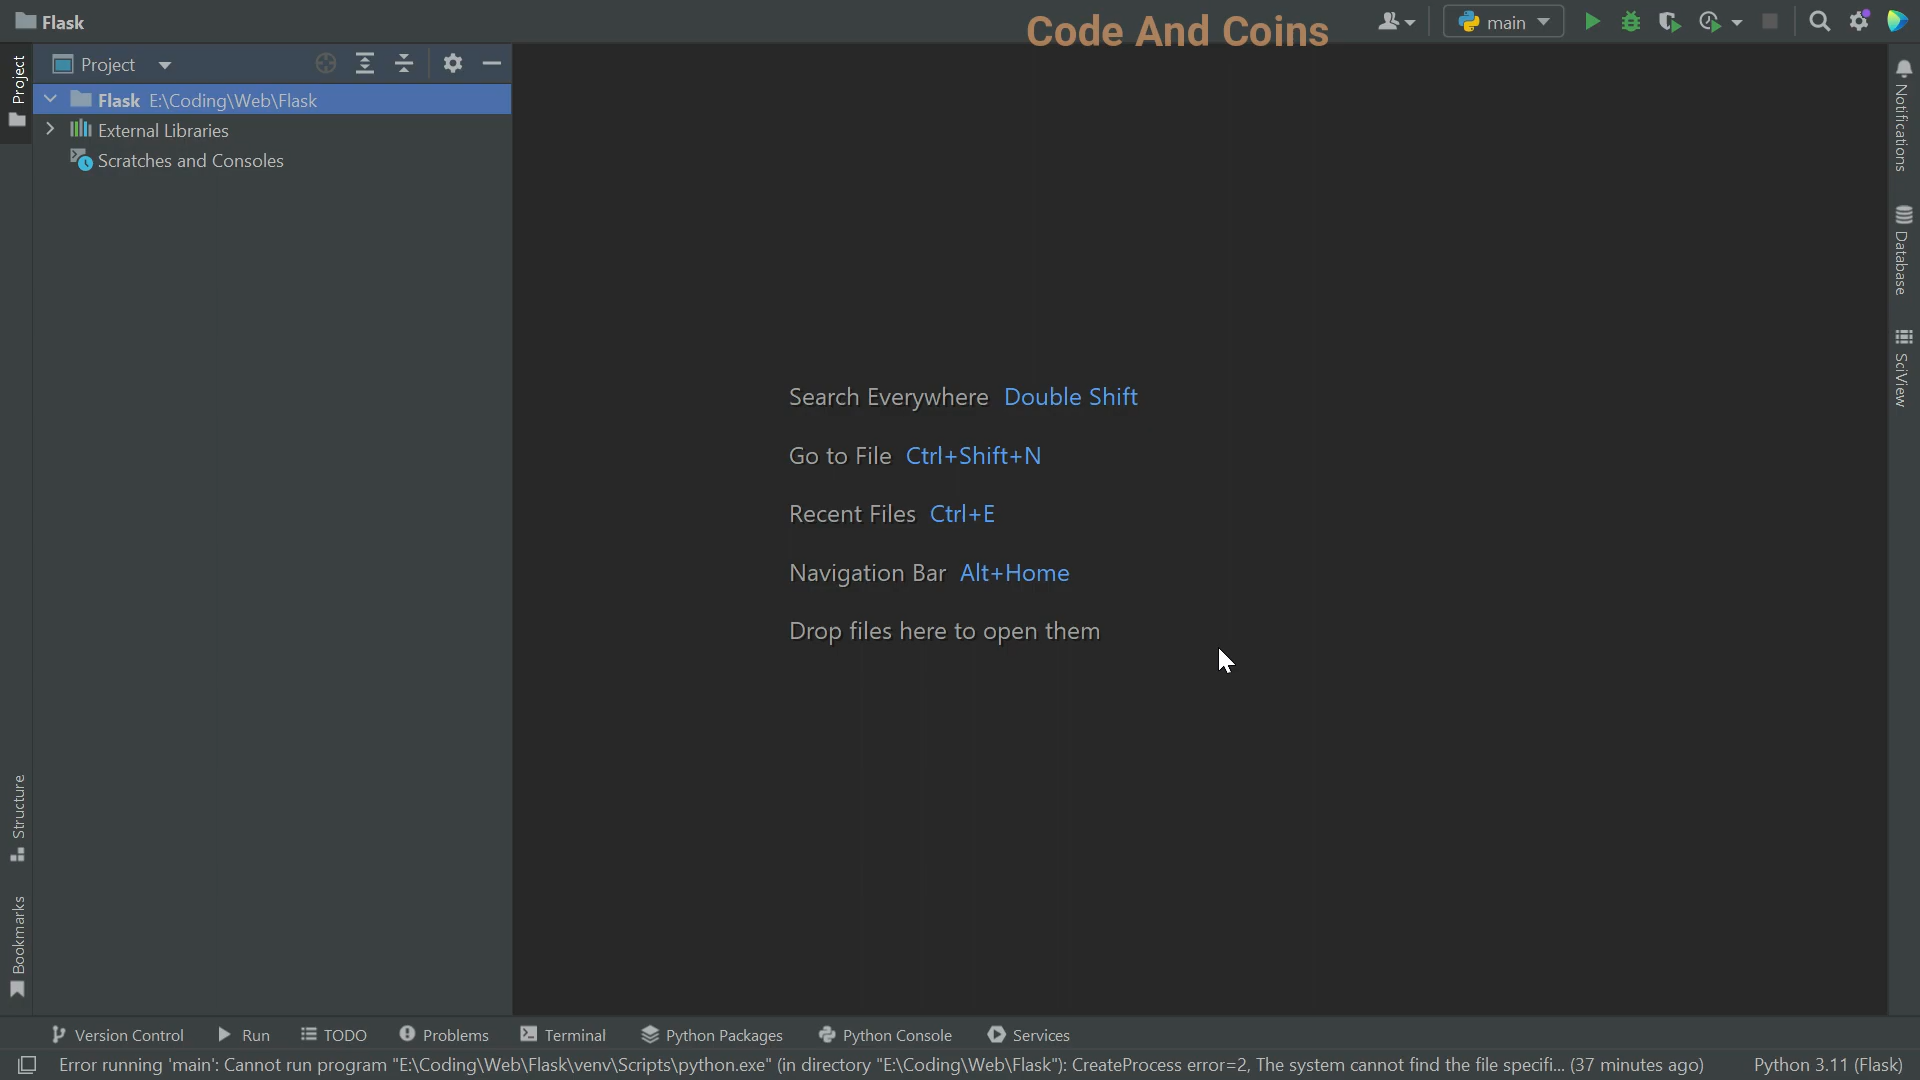 Flask
Code And Coins
main
Project
Project
Flask E:\Coding\Web\Flask
External Libraries
Scratches and Consoles
Search Everywhere Double Shift
Go to File Ctrl+Shift+N
Recent Files Ctrl+E
Navigation Bar Alt+Home
Drop files here to open them
Notifications
Database
SciView
Structure
Bookmarks
Version Control Run TODO Problems Terminal Python Packages Python Console Services
Error running 'main': Cannot run program "E:\Coding\Web\Flask\venv\Scripts\python.exe" (in directory "E:\Coding\Web\Flask"): CreateProcess error=2, The system cannot find the file specifi... (37 minutes ago) Python 3.11 (Flask)